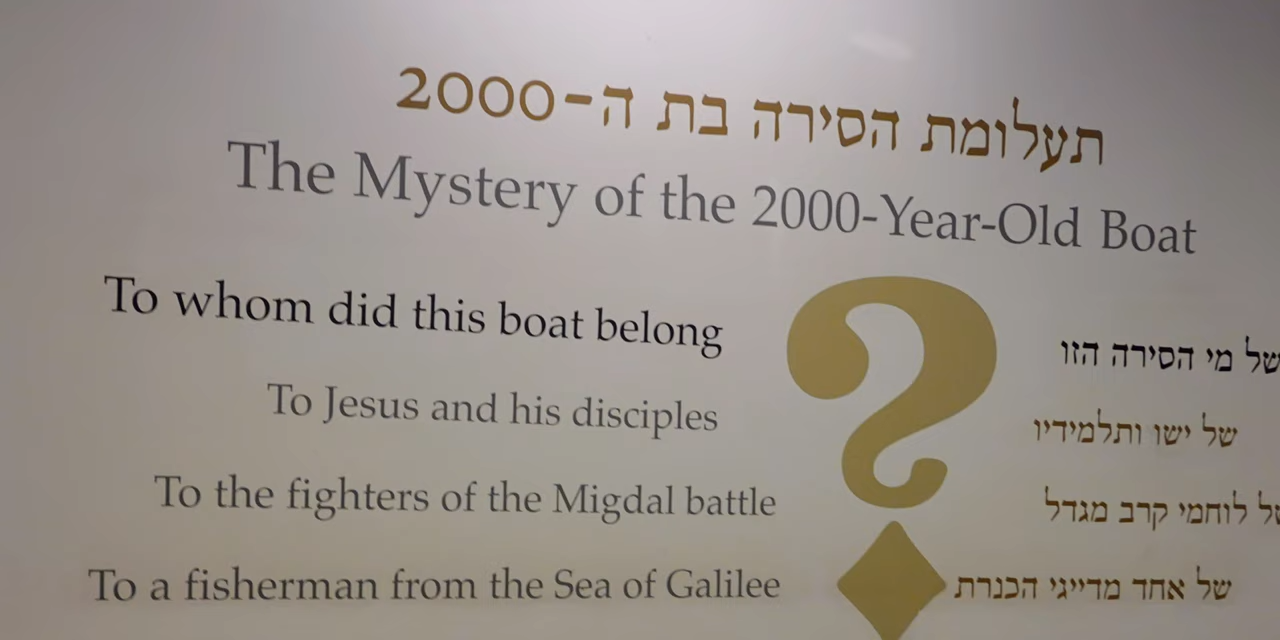 תעלומת הסירה בת ה-2000
The Mystery of the 2000-Year-Old Boat
To whom did this boat belong
?
של מי הסירה הזו
To Jesus and his disciples
של ישו ותלמידיו
To the fighters of the Migdal battle
של לוחמי קרב מגדל
To a fisherman from the Sea of Galilee
של אחד מדייגי הכנרת